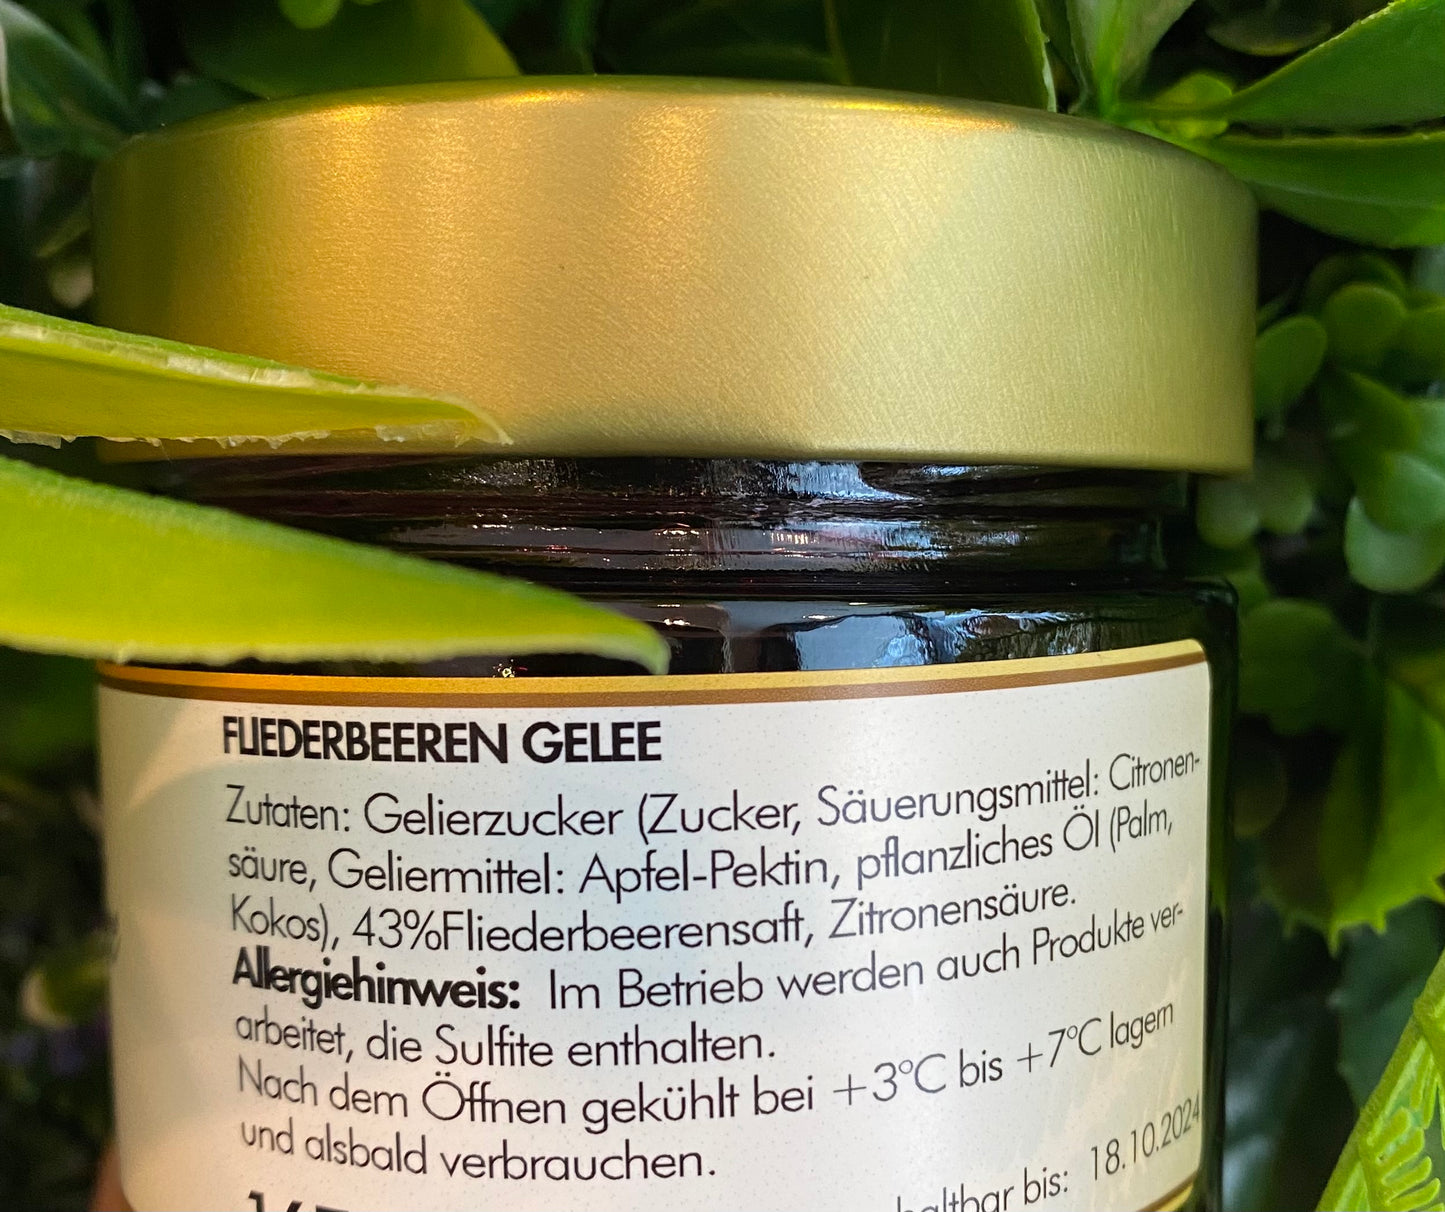 FLIEDERBEEREN GELEE
Zutaten: Gelierzucker (Zucker, Säuerungsmittel: Citronen-
säure, Geliermittel: Apfel-Pektin, pflanzliches Öl (Palm,
Kokos), 43%Fliederbeerensaft, Zitronensäure.
Allergiehinweis: Im Betrieb werden auch Produkte ver-
arbeitet, die Sulfite enthalten.
Nach dem Öffnen gekühlt bei +3°C bis +7°C lagern
und alsbald verbrauchen.
bis: 18.10.2024